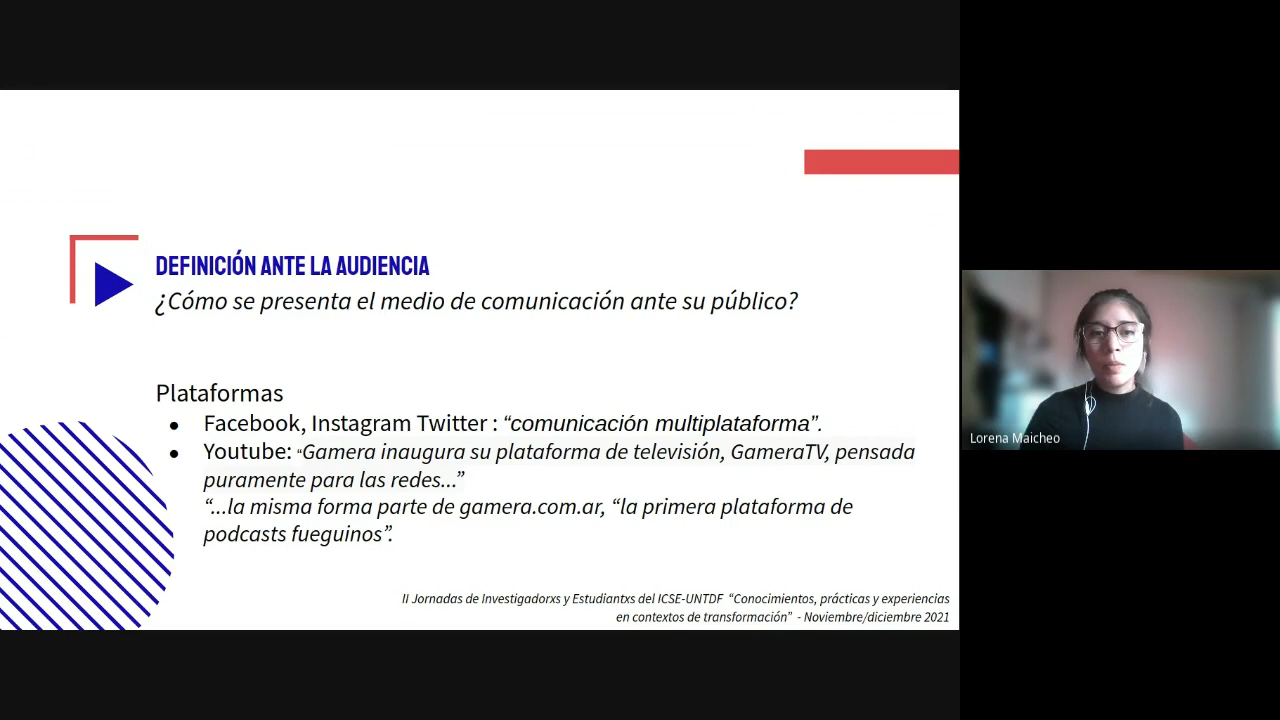 DEFINICIÓN ANTE LA AUDIENCIA
¿Cómo se presenta el medio de comunicación ante su público?
Plataformas
● Facebook, Instagram Twitter : “comunicación multiplataforma”.
● Youtube: “Gamera inaugura su plataforma de televisión, GameraTV, pensada
puramente para las redes...”
“...la misma forma parte de gamera.com.ar, “la primera plataforma de
podcasts fueguinos”.
II Jornadas de Investigadorxs y Estudiantxs del ICSE-UNTDF “Conocimientos, prácticas y experiencias
en contextos de transformación” - Noviembre/diciembre 2021
Lorena Maicheo